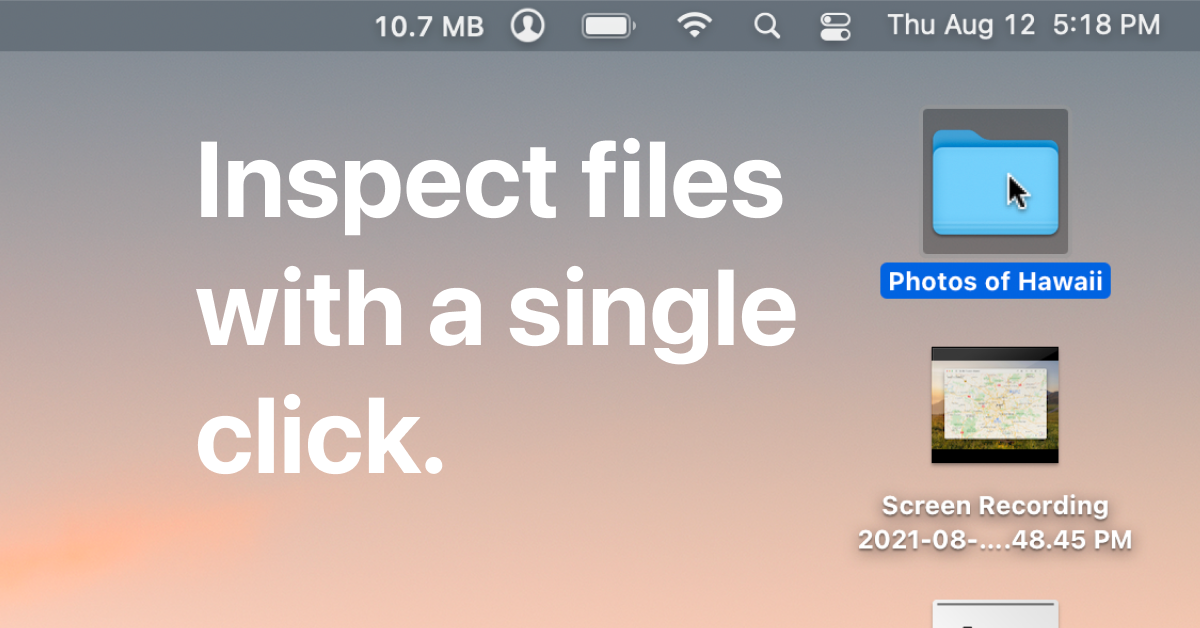 10.7 MB
Thu Aug 12 5:18 PM
Inspect files
with a single
click.
Photos of Hawaii
Screen Recording
2021-08-....48.45 PM